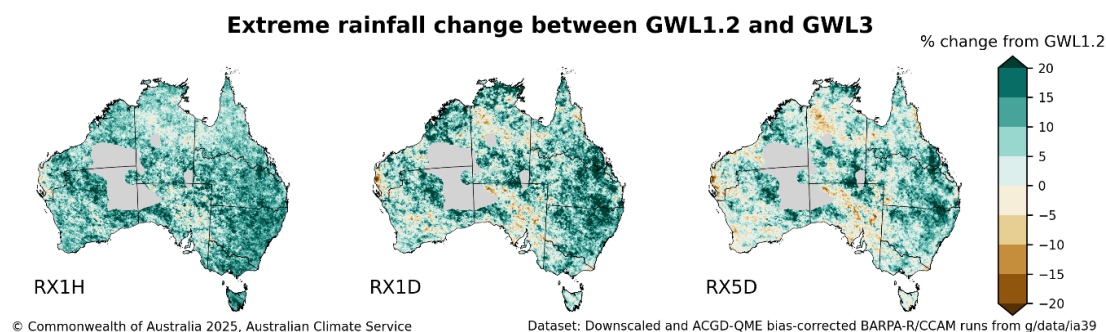 Extreme rainfall change between GWL1.2 and GWL3
% change from GWL1.2
20
15
10
5
0
−5
−10
−15
−20
RX1H
RX1D
RX5D
© Commonwealth of Australia 2025, Australian Climate Service
Dataset: Downscaled and ACGD-QME bias-corrected BARPA-R/CCAM runs from g/data/ia39